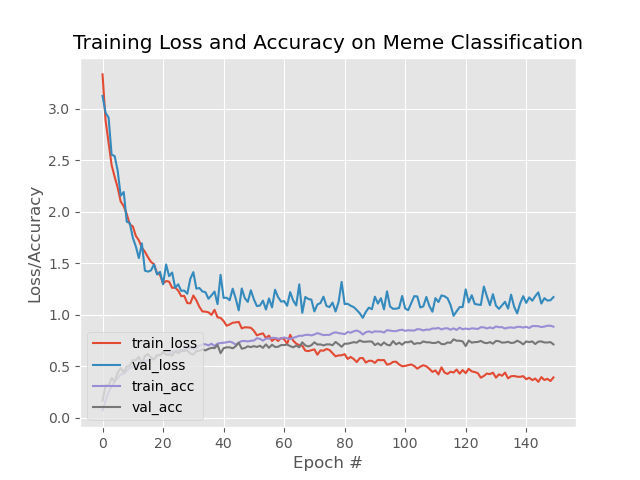 Training Loss and Accuracy on Meme Classification
Loss/Accuracy
3.0
2.5
2.0
1.5
1.0
0.5
0.0
train_loss
val_loss
train_acc
val_acc
0 20 40 60 80 100 120 140
Epoch #